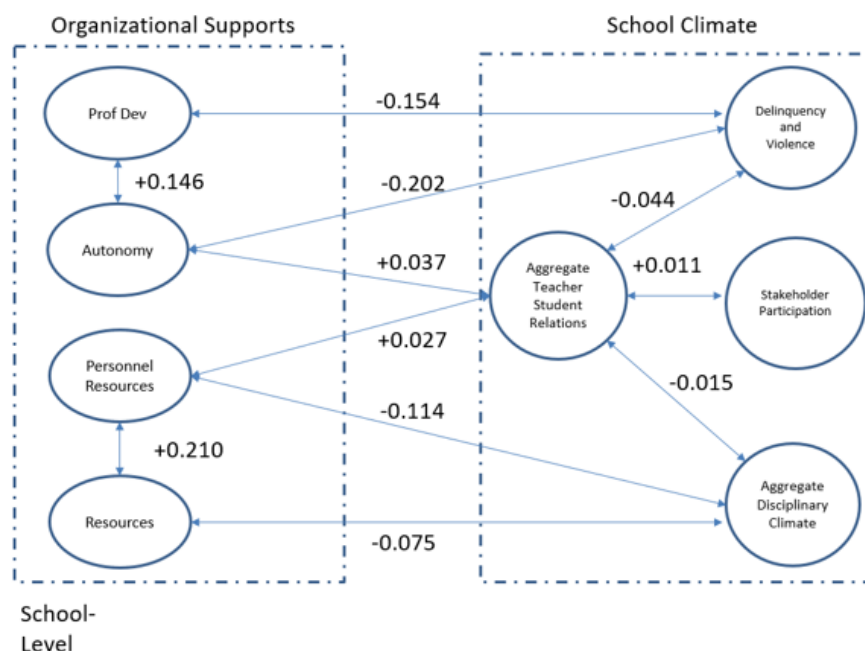 Organizational Supports
School Climate
Prof Dev
-0.154
Delinquency
and
Violence
+0.146
-0.202
-0.044
Autonomy
+0.037
Aggregate
Teacher
Student
Relations
+0.011
Stakeholder
Participation
+0.027
Personnel
Resources
-0.114
-0.015
+0.210
Resources
Aggregate
Disciplinary
Climate
-0.075
School-
Level